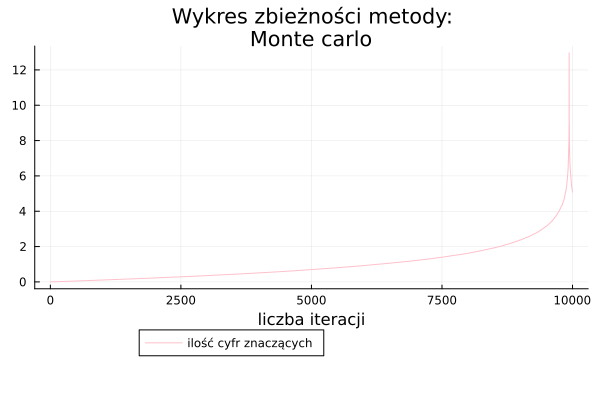 Wykres zbieżności metody:
Monte carlo
12
10
8
6
4
2
0
0 2500 5000 7500 10000
liczba iteracji
ilość cyfr znaczących